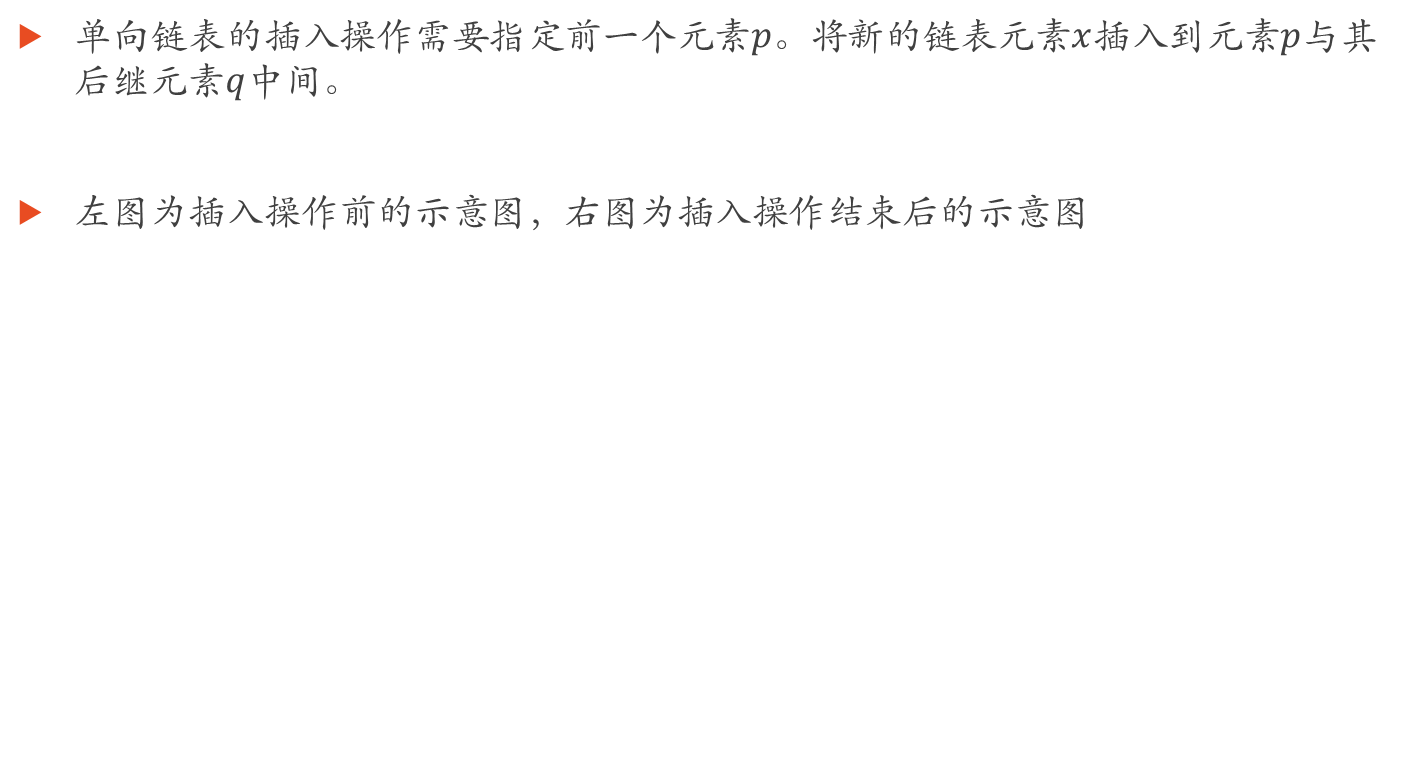 单向链表的插入操作需要指定前一个元素p。将新的链表元素x插入到元素p与其
后继元素q中间。
左图为插入操作前的示意图，右图为插入操作结束后的示意图